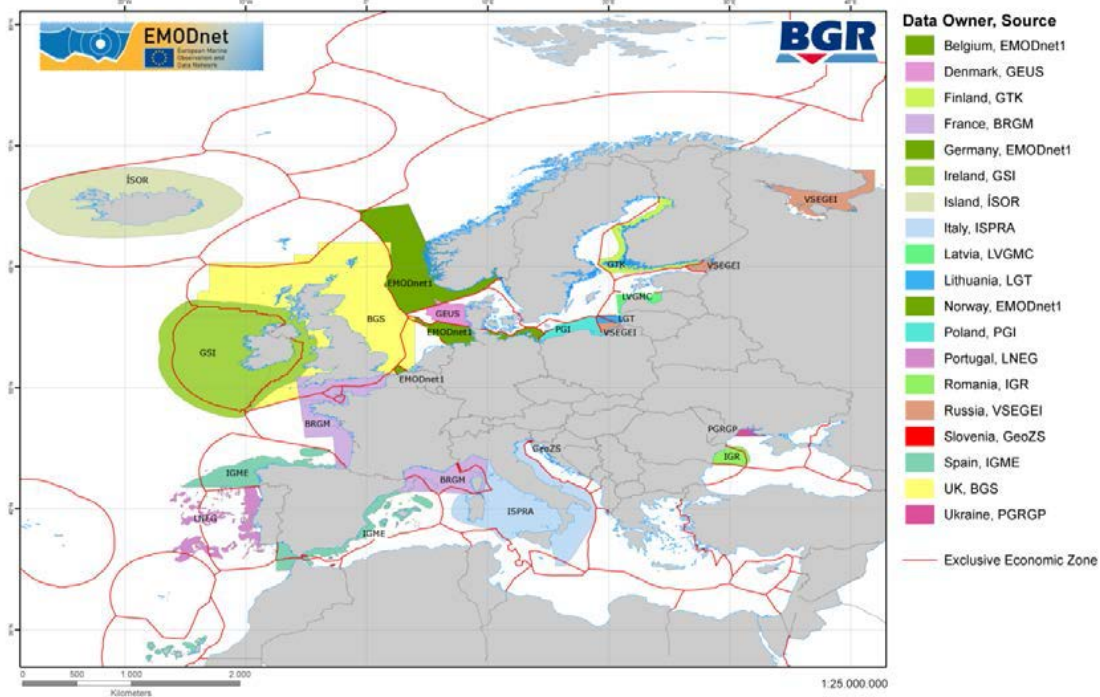 EMODnet
European Marine
Observation and
Data Network
BGR
ÍSOR
VSEGEI
GTK
VSEGEI
EMODnet1
LVGMC
GEUS
BGS
LGT
EMODnet1
PGI
VSEGEI
GSI
EMODnet1
BRGM
PGRGP
GeoZS
IGR
IGME
BRGM
LNEG
ISPRA
IGME
0 500 1 000 2 000
Kilometers
1:25.000.000
Data Owner, Source
Belgium, EMODnet1
Denmark, GEUS
Finland, GTK
France, BRGM
Germany, EMODnet1
Ireland, GSI
Island, ÍSOR
Italy, ISPRA
Latvia, LVGMC
Lithuania, LGT
Norway, EMODnet1
Poland, PGI
Portugal, LNEG
Romania, IGR
Russia, VSEGEI
Slovenia, GeoZS
Spain, IGME
UK, BGS
Ukraine, PGRGP
Exclusive Economic Zone